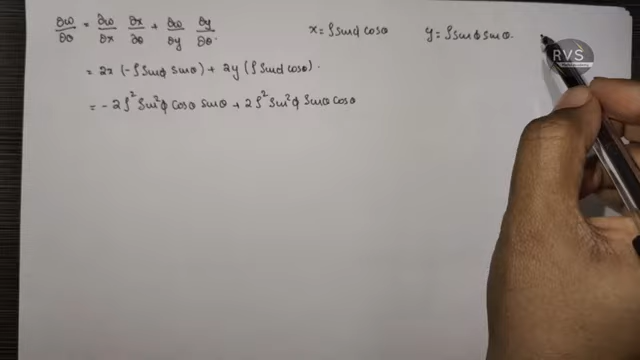 ∂ω/∂θ = ∂ω/∂x ∂x/∂θ + ∂ω/∂y ∂y/∂θ. x = ρ sinϕ cosθ y = ρ sinϕ sinθ.
= 2x (-ρ sinϕ sinθ) + 2y (ρ sinϕ cosθ).
= -2ρ² sin²ϕ cosθ sinθ + 2ρ² sin²ϕ sinθ cosθ
RVS